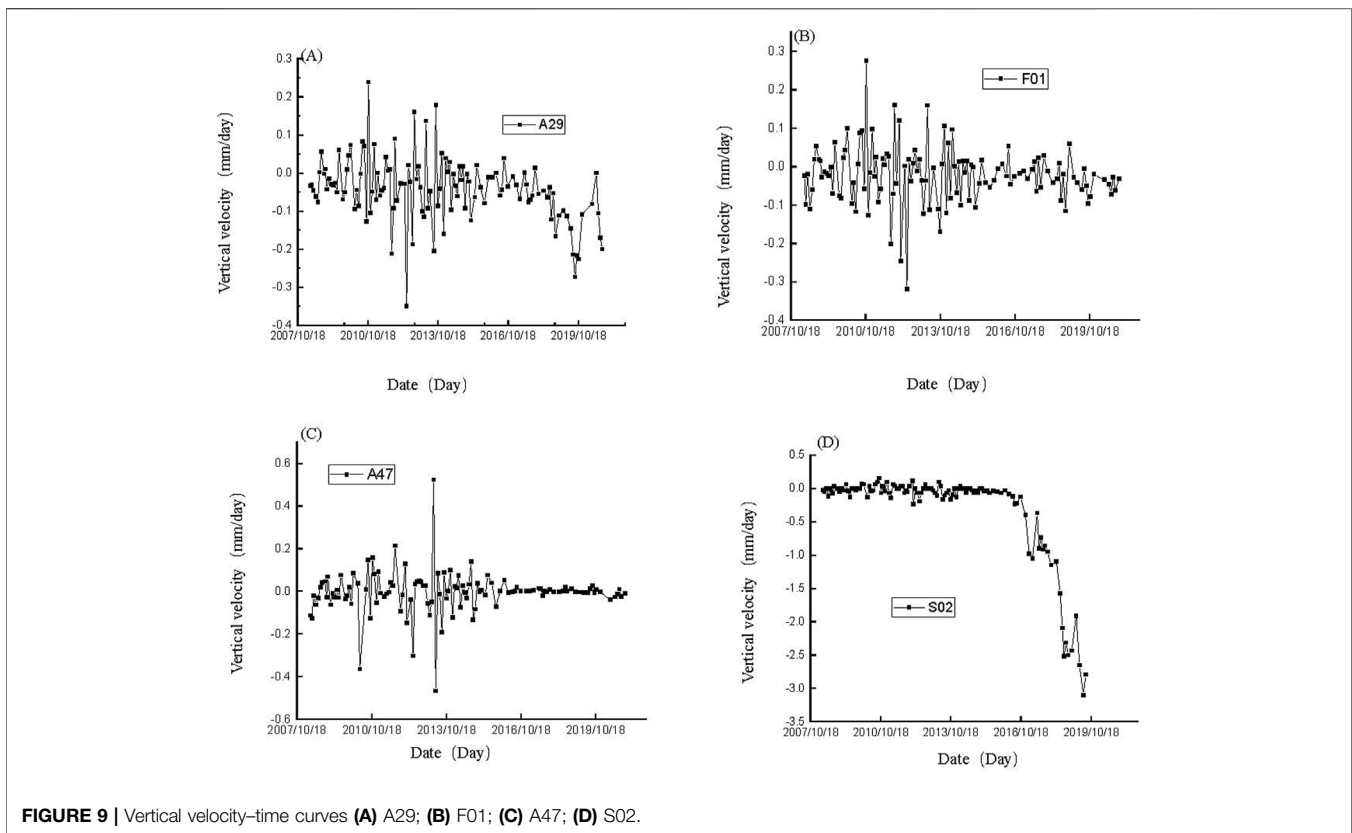 (A)
0.3
0.2
0.1
0.0
-0.1
-0.2
-0.3
-0.4
Vertical velocity (mm/day)
A29
2007/10/18 2010/10/18 2013/10/18 2016/10/18 2019/10/18
Date (Day)
(B)
0.3
0.2
0.1
0.0
-0.1
-0.2
-0.3
-0.4
Vertical velocity (mm/day)
F01
2007/10/18 2010/10/18 2013/10/18 2016/10/18 2019/10/18
Date (Day)
(C)
0.6
0.4
0.2
0.0
-0.2
-0.4
-0.6
Vertical velocity (mm/day)
A47
2007/10/18 2010/10/18 2013/10/18 2016/10/18 2019/10/18
Date (Day)
(D)
0.5
0.0
-0.5
-1.0
-1.5
-2.0
-2.5
-3.0
-3.5
Vertical velocity (mm/day)
S02
2007/10/18 2010/10/18 2013/10/18 2016/10/18 2019/10/18
Date (Day)
FIGURE 9 | Vertical velocity–time curves (A) A29; (B) F01; (C) A47; (D) S02.